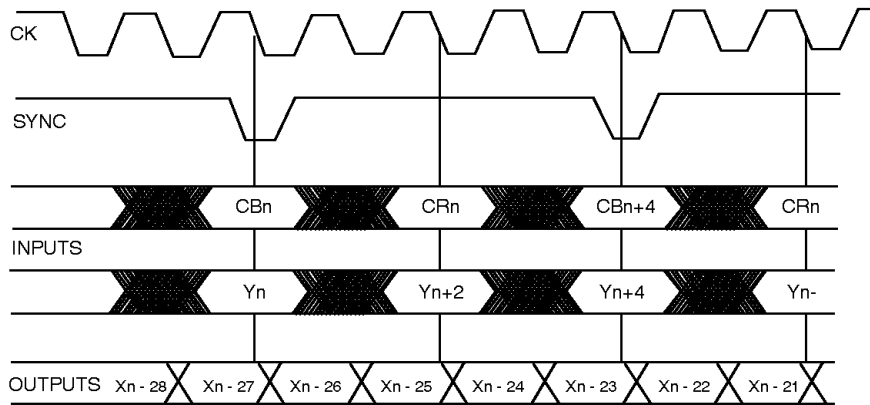 CK
SYNC
CBn CRn CBn+4 CRn
INPUTS
Yn Yn+2 Yn+4 Yn-
OUTPUTS Xn - 28 Xn - 27 Xn - 26 Xn - 25 Xn - 24 Xn - 23 Xn - 22 Xn - 21